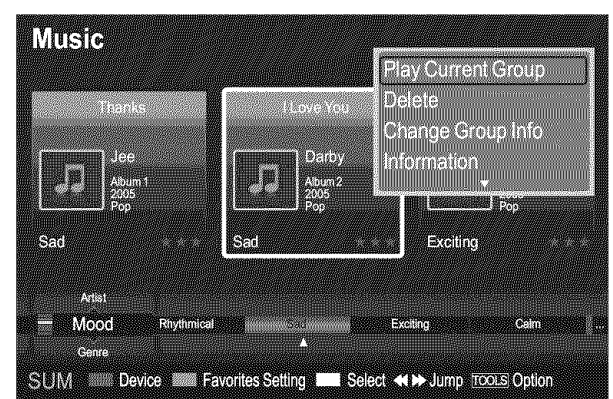 Music
Play Current Group
Delete
Change Group Info
Information
Thanks
I Love You
Jee
Album 1
2005
Pop
Sad
Darby
Album 2
2005
Pop
Sad
2005
Pop
Exciting
Artist
Mood
Rhythmical
Sad
Exciting
Calm
...
Genre
SUM
Device
Favorites Setting
Select
Jump
TOOLS Option